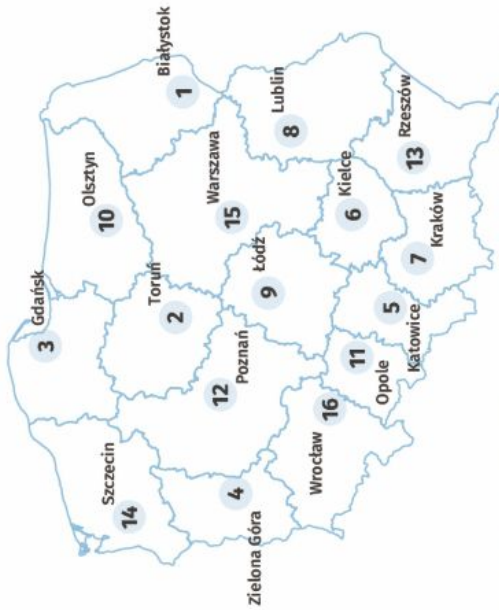 Gdańsk
3
Olsztyn
10
Białystok
1
Szczecin
14
Toruń
2
Warszawa
15
Poznań
12
Zielona Góra
4
Łódź
9
Lublin
8
Wrocław
16
Opole
11
Katowice
5
Kielce
6
Kraków
7
Rzeszów
13